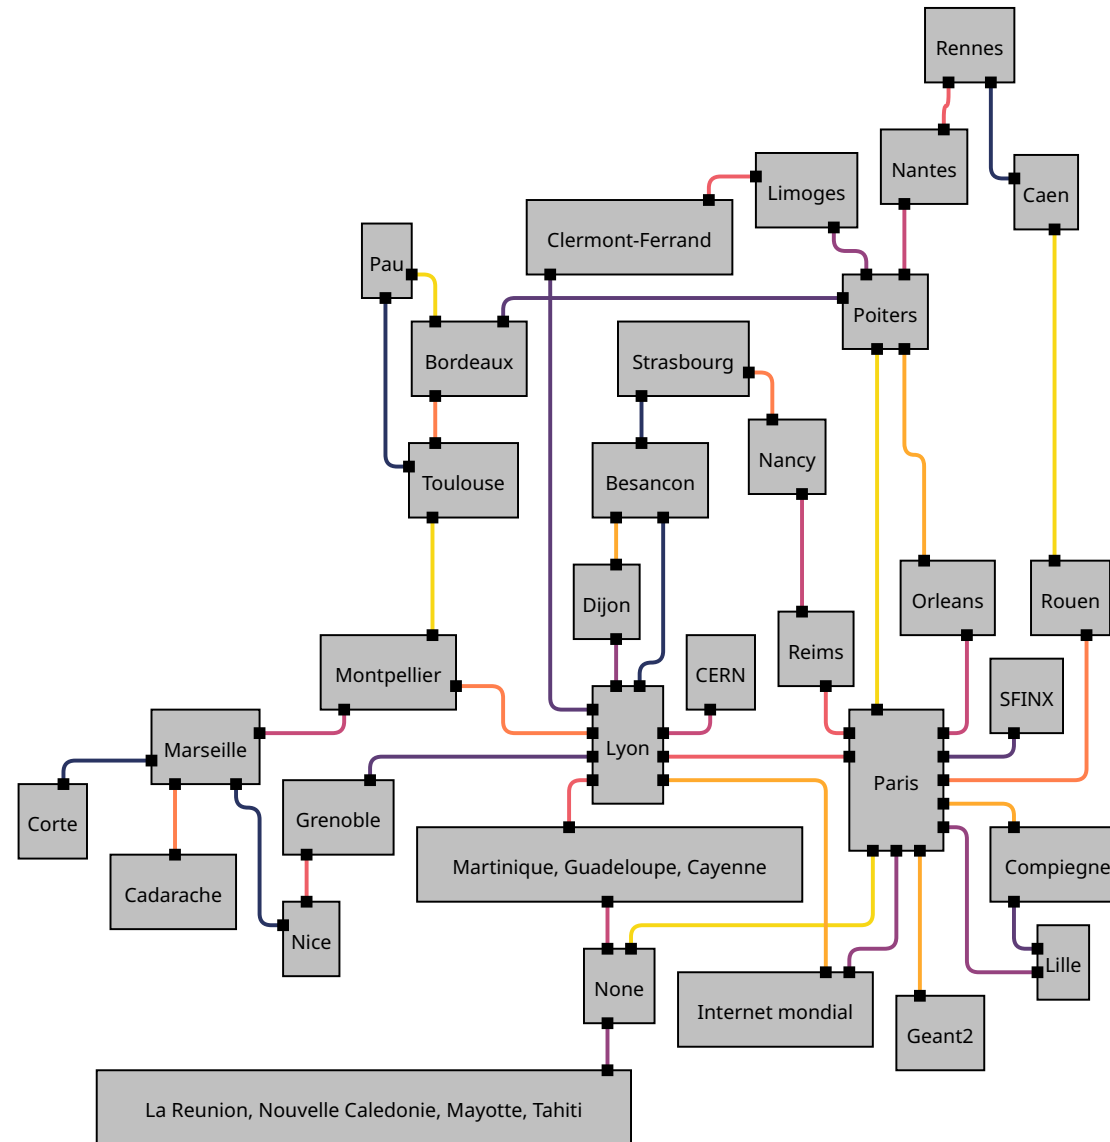 Rennes
Nantes
Limoges
Caen
Clermont-Ferrand
Pau
Poiters
Bordeaux
Strasbourg
Nancy
Toulouse
Besancon
Dijon
Orleans
Rouen
Reims
Montpellier
CERN
SFINX
Marseille
Lyon
Paris
Corte
Grenoble
Martinique, Guadeloupe, Cayenne
Compiegne
Cadarache
Nice
Lille
None
Internet mondial
Geant2
La Reunion, Nouvelle Caledonie, Mayotte, Tahiti